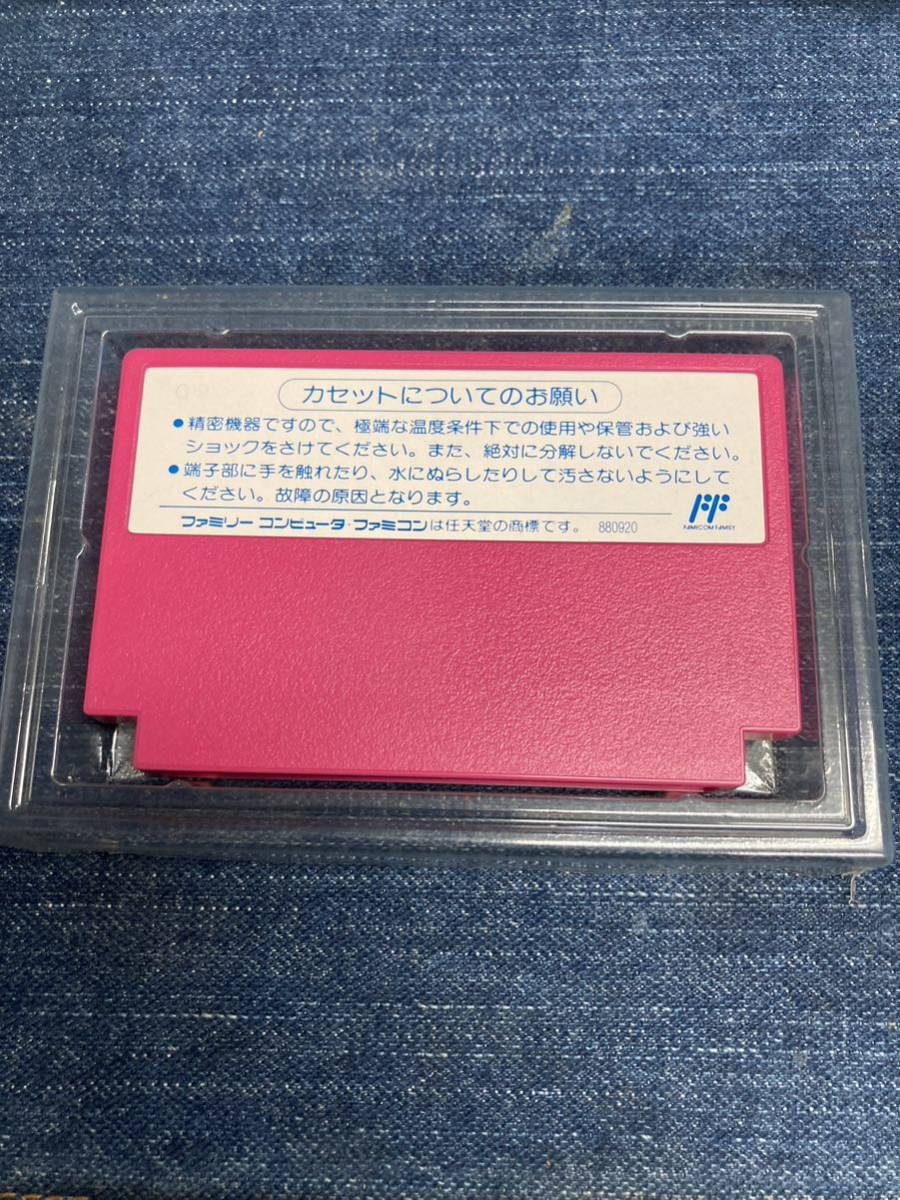 カセットについてのお願い
●精密機器ですので、極端な温度条件下での使用や保管および強い
ショックをさけてください。また、絶対に分解しないでください。
●端子部に手を触れたり、水にぬらしたりして汚さないようにして
ください。故障の原因となります。
ファミリー コンピュータ・ファミコンは任天堂の商標です。 880920
FF
FAMICOM FAMILY